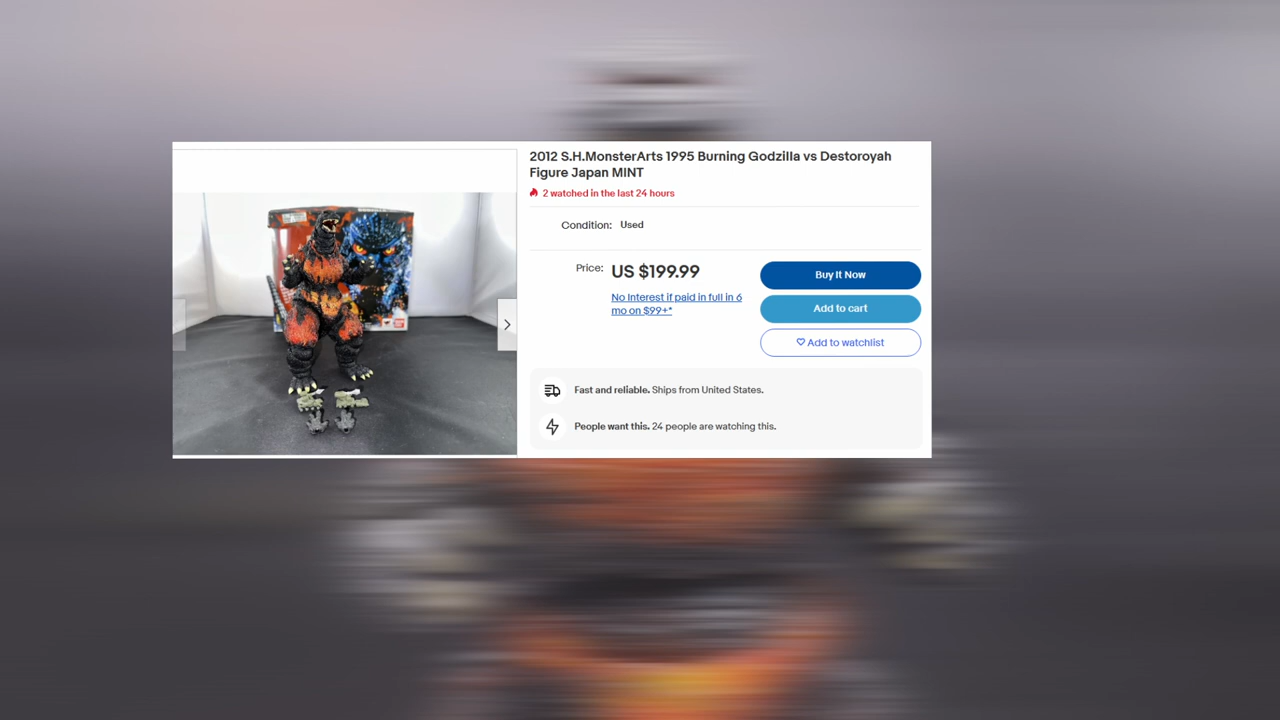 2012 S.H.MonsterArts 1995 Burning Godzilla vs Destoroyah
Figure Japan MINT
2 watched in the last 24 hours
Condition: Used
Price: US $199.99
No Interest if paid in full in 6
mo on $99+*
Buy It Now
Add to cart
Add to watchlist
Fast and reliable. Ships from United States.
People want this. 24 people are watching this.